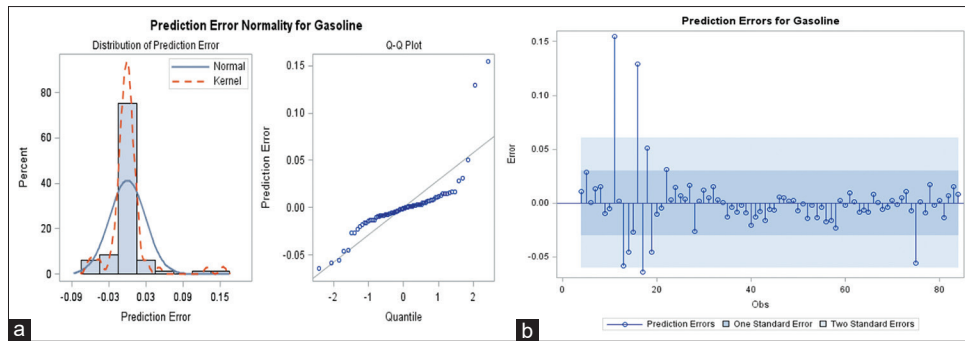 Prediction Error Normality for Gasoline
Distribution of Prediction Error
Normal
Kernel
Percent
80
60
40
20
0
-0.09
-0.03
0.03
0.09
0.15
Prediction Error
a
Q-Q Plot
Prediction Error
0.15
0.10
0.05
0.00
-0.05
-2
-1
0
1
2
Quantile
Prediction Errors for Gasoline
Error
0.15
0.10
0.05
0.00
-0.05
0
20
40
60
80
Obs
Prediction Errors
One Standard Error
Two Standard Errors
b